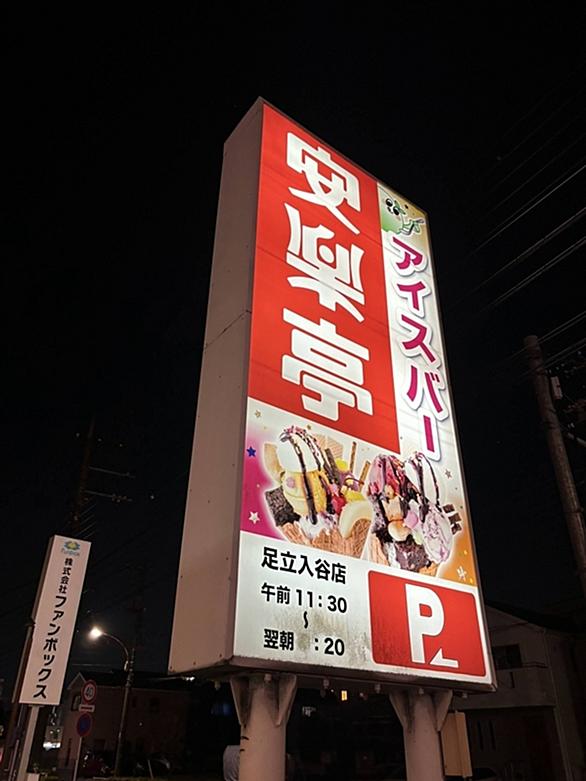 安楽亭
アイスバー
足立入谷店
午前 11:30
〜
翌朝 :20
P
Funbox
株式会社ファンボックス
40